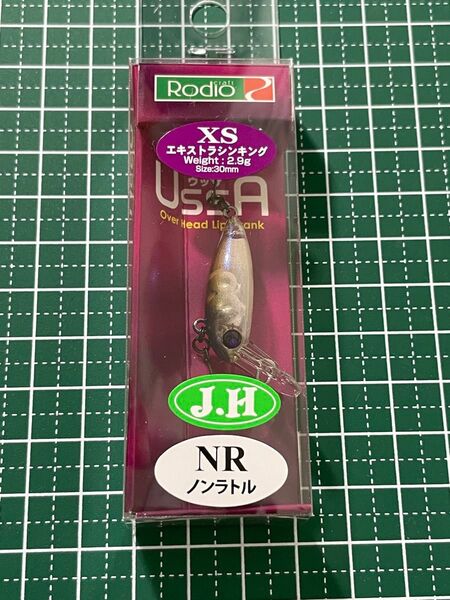 Rodio craft
XS
エキストラシンキング
Weight : 2.9g
Size:30mm
ウッサ
USSA
Over Head Lip Crank
J.H
NR
ノンラトル